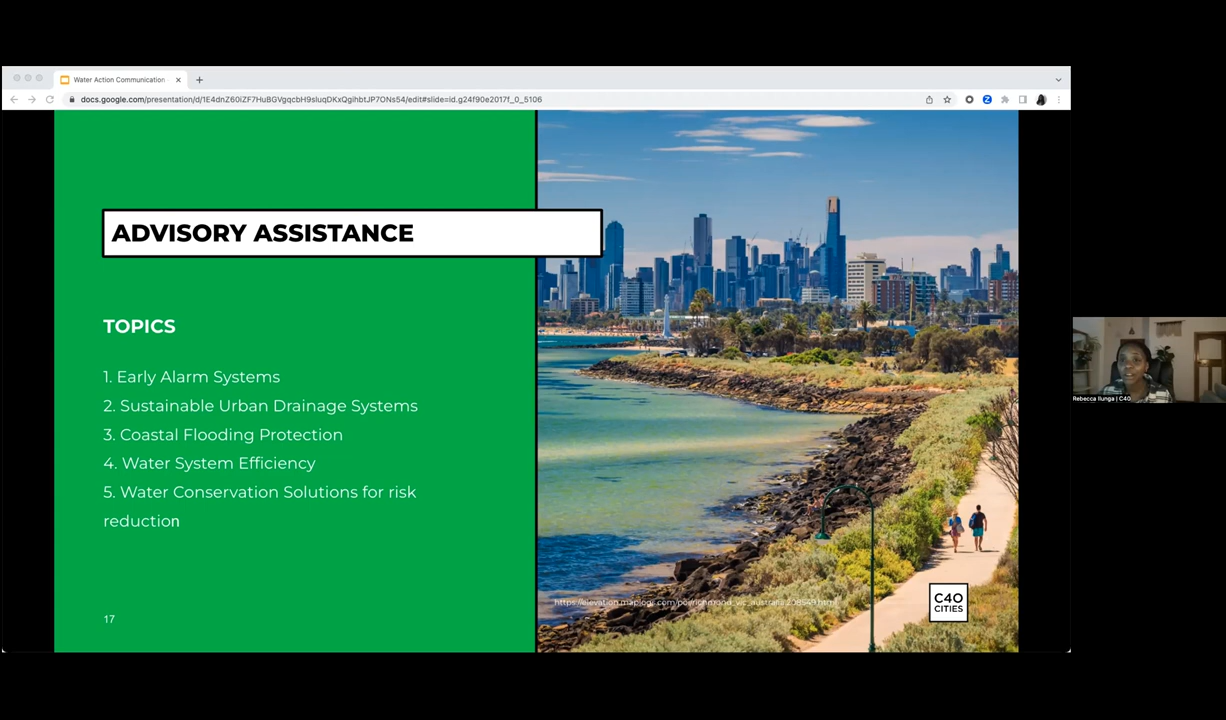 Water Action Communication
docs.google.com/presentation/d/1E4dnZ60iZF7HuBGVgqcbH9sluqDKxQgihbtJP7ONs54/edit#slide=id.g24f90e2017f_0_5106
ADVISORY ASSISTANCE
TOPICS
1. Early Alarm Systems
2. Sustainable Urban Drainage Systems
3. Coastal Flooding Protection
4. Water System Efficiency
5. Water Conservation Solutions for risk
reduction
17
C40
CITIES
Rebecca Ilunga | C40